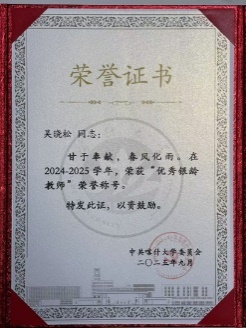 荣誉证书
吴晓松 同志:
甘于奉献,春风化雨。在
2024-2025学年,荣获“优秀银龄
教师”荣誉称号。
特发此证,以资鼓励。
中共喀什大学委员会
二〇二五年九月